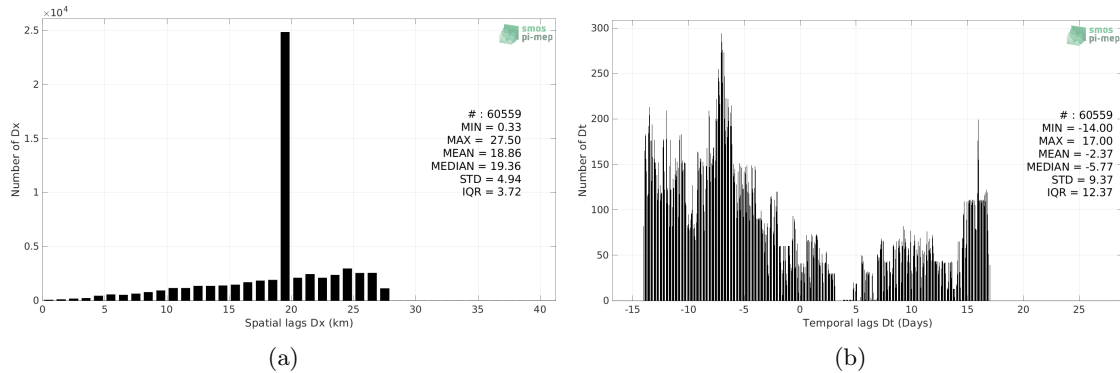 ×10⁴
2.5
2
1.5
1
0.5
0
0 5 10 15 20 25 30 35 40
Number of Dx
Spatial lags Dx (km)
smos
pi-mep
# : 60559
MIN = 0.33
MAX = 27.50
MEAN = 18.86
MEDIAN = 19.36
STD = 4.94
IQR = 3.72
(a)
300
250
200
150
100
50
0
-15 -10 -5 0 5 10 15 20 25
Number of Dt
Temporal lags Dt (Days)
smos
pi-mep
# : 60559
MIN = -14.00
MAX = 17.00
MEAN = -2.37
MEDIAN = -5.77
STD = 9.37
IQR = 12.37
(b)